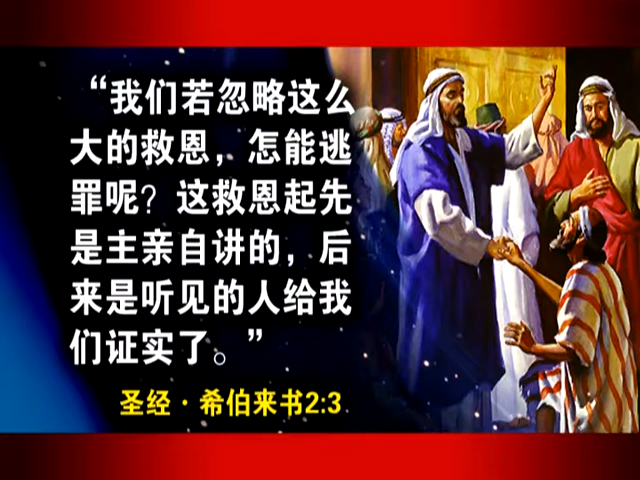 “我们若忽略这么
大的救恩，怎能逃
罪呢？这救恩起先
是主亲自讲的，后
来是听见的人给我
们证实了。”
圣经·希伯来书2:3